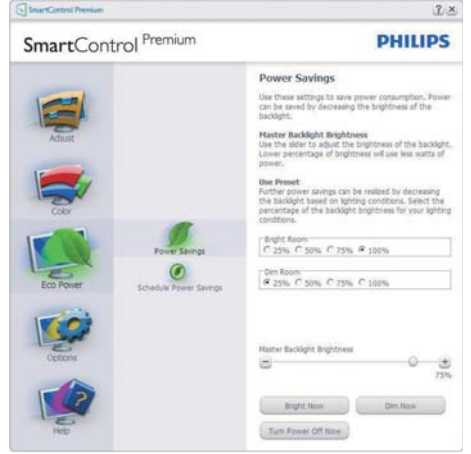 SmartControl Premium
SmartControl Premium
PHILIPS
Adjust
Color
Eco Power
Options
Help
Power Savings
Schedule Power Savings
Power Savings
Use these settings to save power consumption. Power
can be saved by decreasing the brightness of the
backlight.
Master Backlight Brightness
Use the slider to adjust the brightness of the backlight.
Lower percentage of brightness will use less watts of
power.
Use Preset
Further power savings can be realized by decreasing
the backlight based on lighting conditions. Select the
percentage of the backlight brightness for your lighting
conditions.
Bright Room
25% 50% 75% 100%
Dim Room
25% 50% 75% 100%
Master Backlight Brightness
75%
Bright Now
Dim Now
Turn Power Off Now